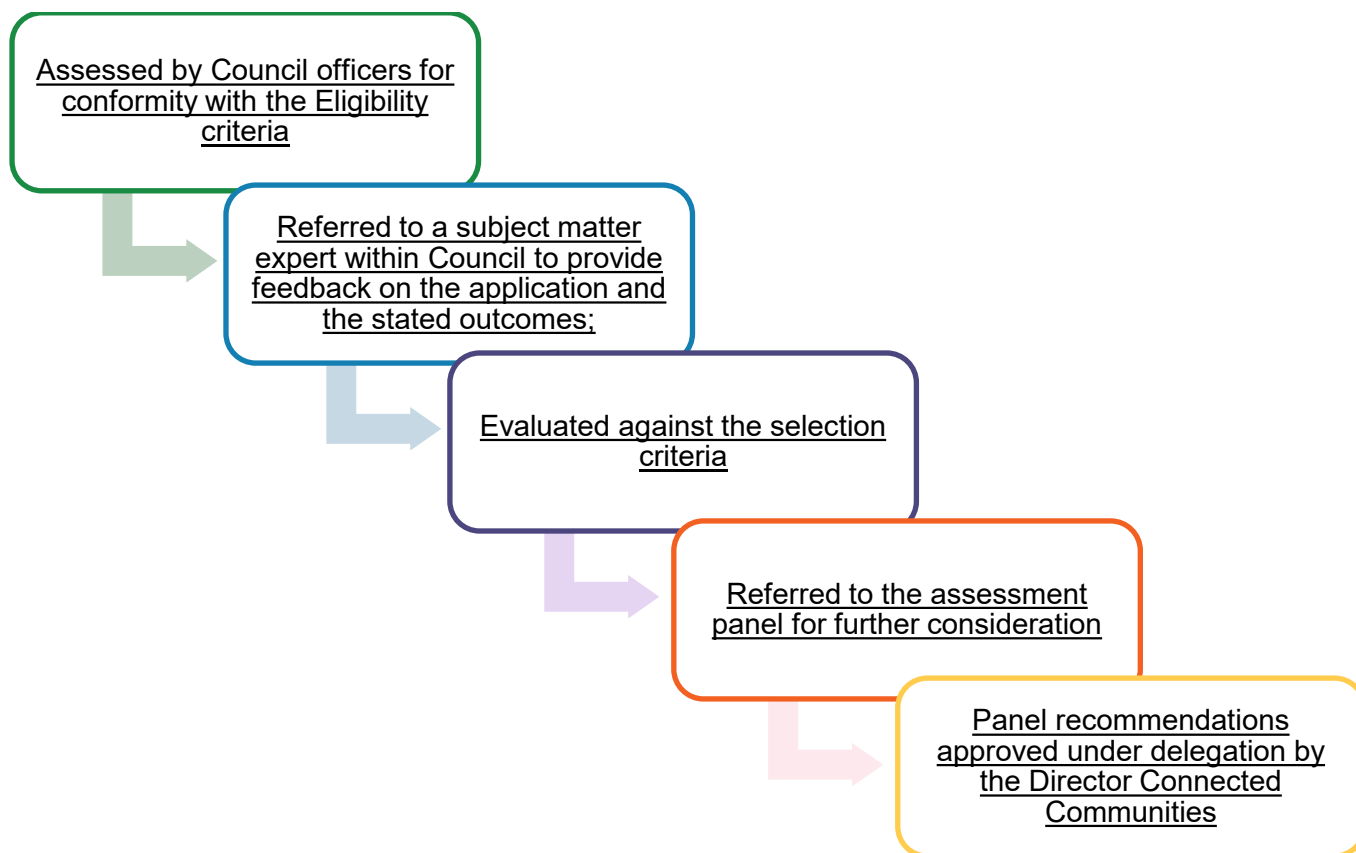 Assessed by Council officers for
conformity with the Eligibility
criteria
Referred to a subject matter
expert within Council to provide
feedback on the application and
the stated outcomes;
Evaluated against the selection
criteria
Referred to the assessment
panel for further consideration
Panel recommendations
approved under delegation by
the Director Connected
Communities